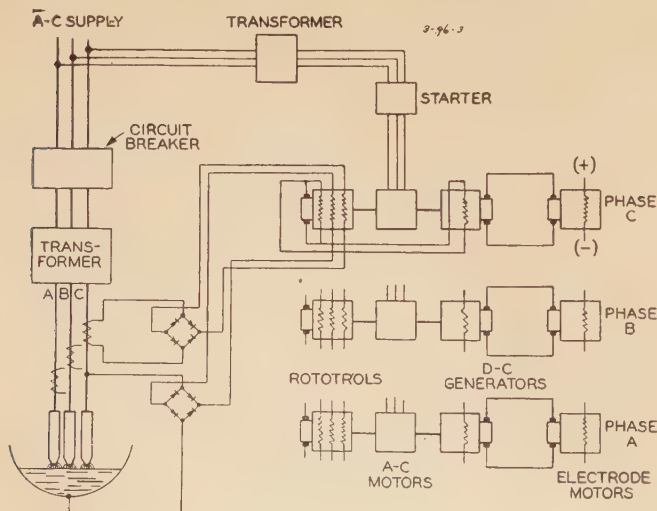 A-C SUPPLY
TRANSFORMER
3-96-3
STARTER
CIRCUIT
BREAKER
(+)
PHASE
C
(-)
TRANS-
FORMER
A B C
PHASE
B
ROTOTROLS
D-C
GENERATORS
PHASE
A
A-C
MOTORS
ELECTRODE
MOTORS